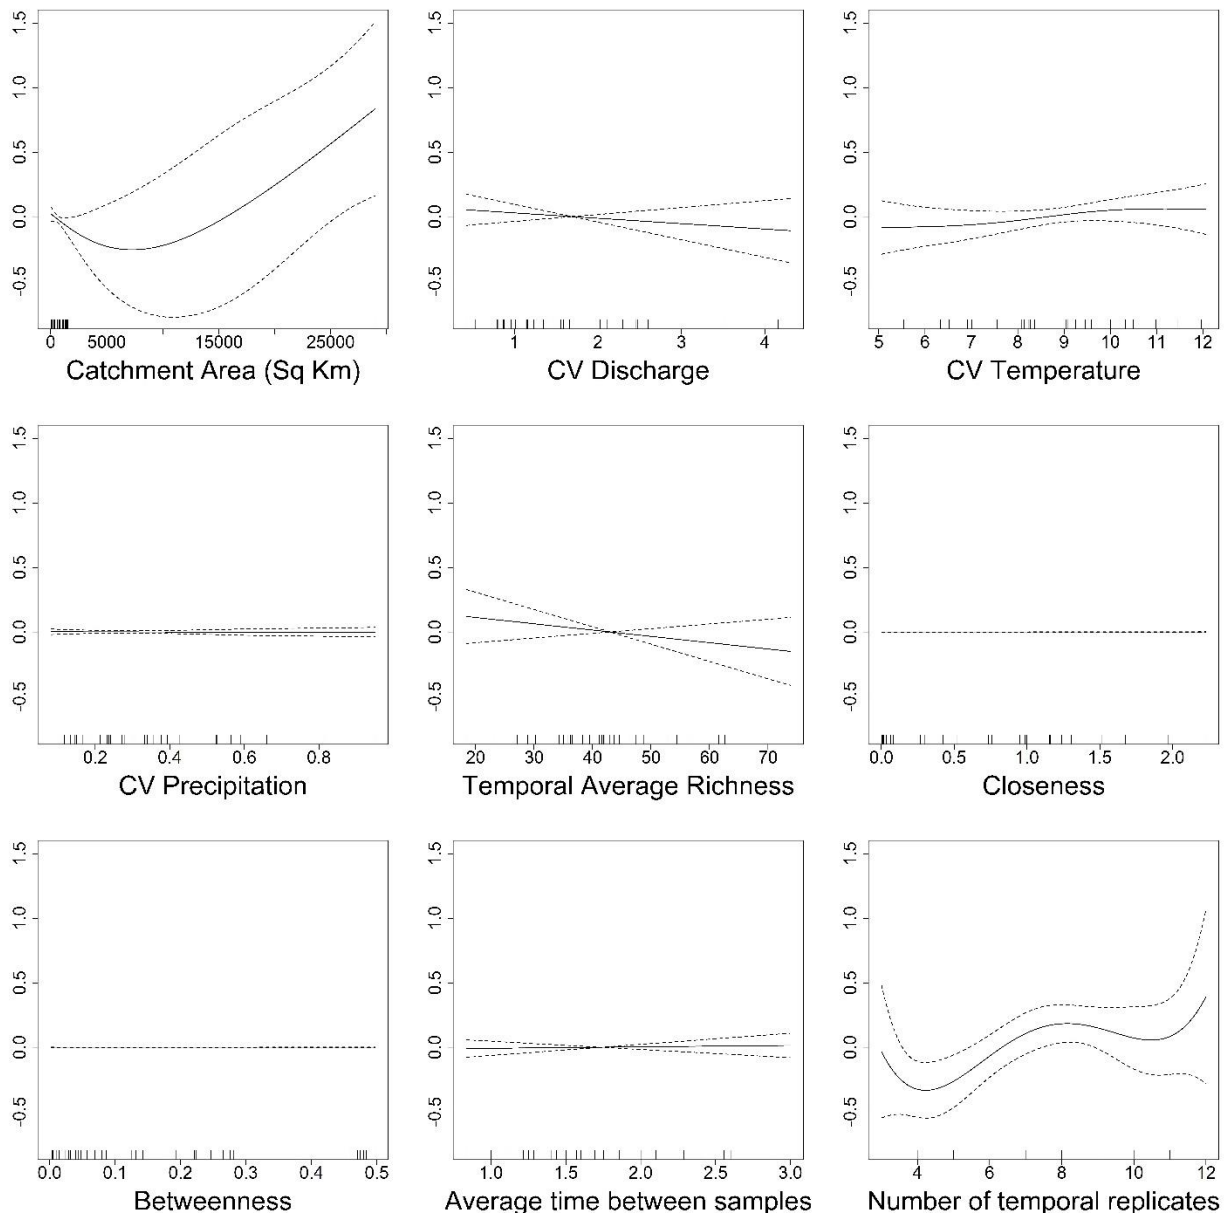 1.5
1.0
0.5
0.0
-0.5
0 5000 15000 25000
Catchment Area (Sq Km)
1.5
1.0
0.5
0.0
-0.5
1 2 3 4
CV Discharge
1.5
1.0
0.5
0.0
-0.5
5 6 7 8 9 10 11 12
CV Temperature
1.5
1.0
0.5
0.0
-0.5
0.2 0.4 0.6 0.8
CV Precipitation
1.5
1.0
0.5
0.0
-0.5
20 30 40 50 60 70
Temporal Average Richness
1.5
1.0
0.5
0.0
-0.5
0.0 0.5 1.0 1.5 2.0
Closeness
1.5
1.0
0.5
0.0
-0.5
0.0 0.1 0.2 0.3 0.4 0.5
Betweenness
1.5
1.0
0.5
0.0
-0.5
1.0 1.5 2.0 2.5 3.0
Average time between samples
1.5
1.0
0.5
0.0
-0.5
4 6 8 10 12
Number of temporal replicates